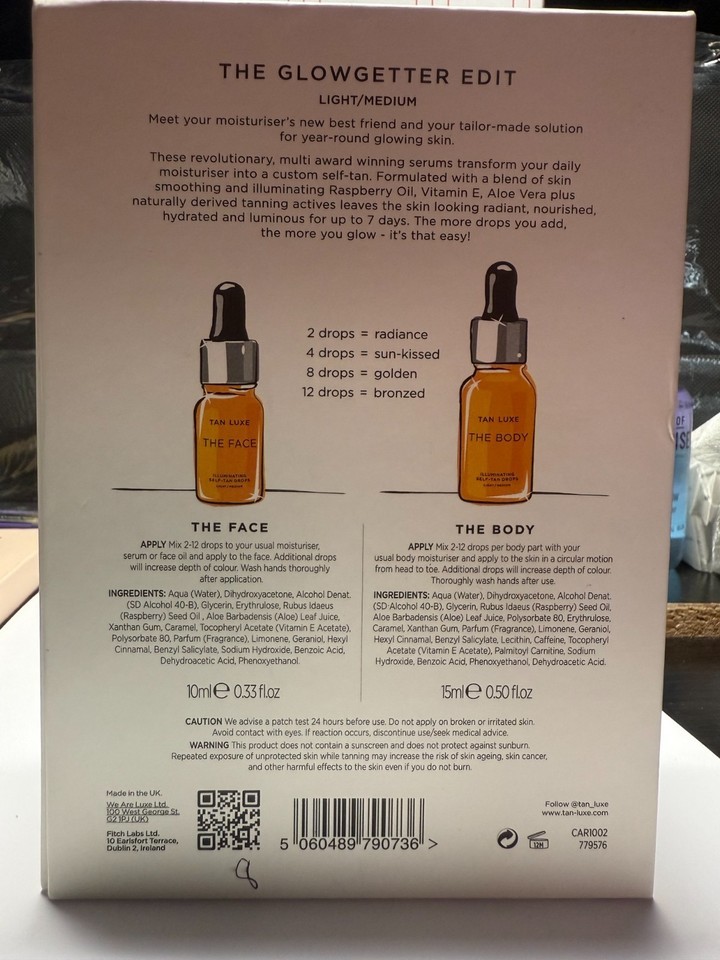 THE GLOWGETTER EDIT
LIGHT/MEDIUM
Meet your moisturiser's new best friend and your tailor-made solution
for year-round glowing skin.
These revolutionary, multi award winning serums transform your daily
moisturiser into a custom self-tan. Formulated with a blend of skin
smoothing and illuminating Raspberry Oil, Vitamin E, Aloe Vera plus
naturally derived tanning actives leaves the skin looking radiant, nourished,
hydrated and luminous for up to 7 days. The more drops you add,
the more you glow - it's that easy!
2 drops = radiance
4 drops = sun-kissed
8 drops = golden
12 drops = bronzed
TAN LUXE
THE FACE
ILLUMINATING
SELF-TAN DROPS
LIGHT/MEDIUM
TAN LUXE
THE BODY
ILLUMINATING
SELF-TAN DROPS
LIGHT/MEDIUM
THE FACE
APPLY Mix 2-12 drops to your usual moisturiser,
serum or face oil and apply to the face. Additional drops
will increase depth of colour. Wash hands thoroughly
after application.
INGREDIENTS: Aqua (Water), Dihydroxyacetone, Alcohol Denat.
(SD Alcohol 40-B), Glycerin, Erythrulose, Rubus Idaeus
(Raspberry) Seed Oil , Aloe Barbadensis (Aloe) Leaf Juice,
Xanthan Gum, Caramel, Tocopheryl Acetate (Vitamin E Acetate),
Polysorbate 80, Parfum (Fragrance), Limonene, Geraniol, Hexyl
Cinnamal, Benzyl Salicylate, Sodium Hydroxide, Benzoic Acid,
Dehydroacetic Acid, Phenoxyethanol.
10ml℮ 0.33 fl.oz
THE BODY
APPLY Mix 2-12 drops per body part with your
usual body moisturiser and apply to the skin in a circular motion
from head to toe. Additional drops will increase depth of colour.
Thoroughly wash hands after use.
INGREDIENTS: Aqua (Water), Dihydroxyacetone, Alcohol Denat.
(SD Alcohol 40-B), Glycerin, Rubus Idaeus (Raspberry) Seed Oil,
Aloe Barbadensis (Aloe) Leaf Juice, Polysorbate 80, Erythrulose,
Caramel, Xanthan Gum, Parfum (Fragrance), Limonene, Geraniol,
Hexyl Cinnamal, Benzyl Salicylate, Lecithin, Caffeine, Tocopheryl
Acetate (Vitamin E Acetate), Palmitoyl Carnitine, Sodium
Hydroxide, Benzoic Acid, Phenoxyethanol, Dehydroacetic Acid.
15ml℮ 0.50 fl.oz
CAUTION We advise a patch test 24 hours before use. Do not apply on broken or irritated skin.
Avoid contact with eyes. If reaction occurs, discontinue use/seek medical advice.
WARNING This product does not contain a sunscreen and does not protect against sunburn.
Repeated exposure of unprotected skin while tanning may increase the risk of skin ageing, skin cancer,
and other harmful effects to the skin even if you do not burn.
Made in the UK.
We Are Luxe Ltd.
100 West George St,
G2 1PJ (UK)
Fitch Labs Ltd.
10 Earlsfort Terrace,
Dublin 2, Ireland
5 060489 790736 >
Follow @tan_luxe
www.tan-luxe.com
12M
CAR1002
779576
OF